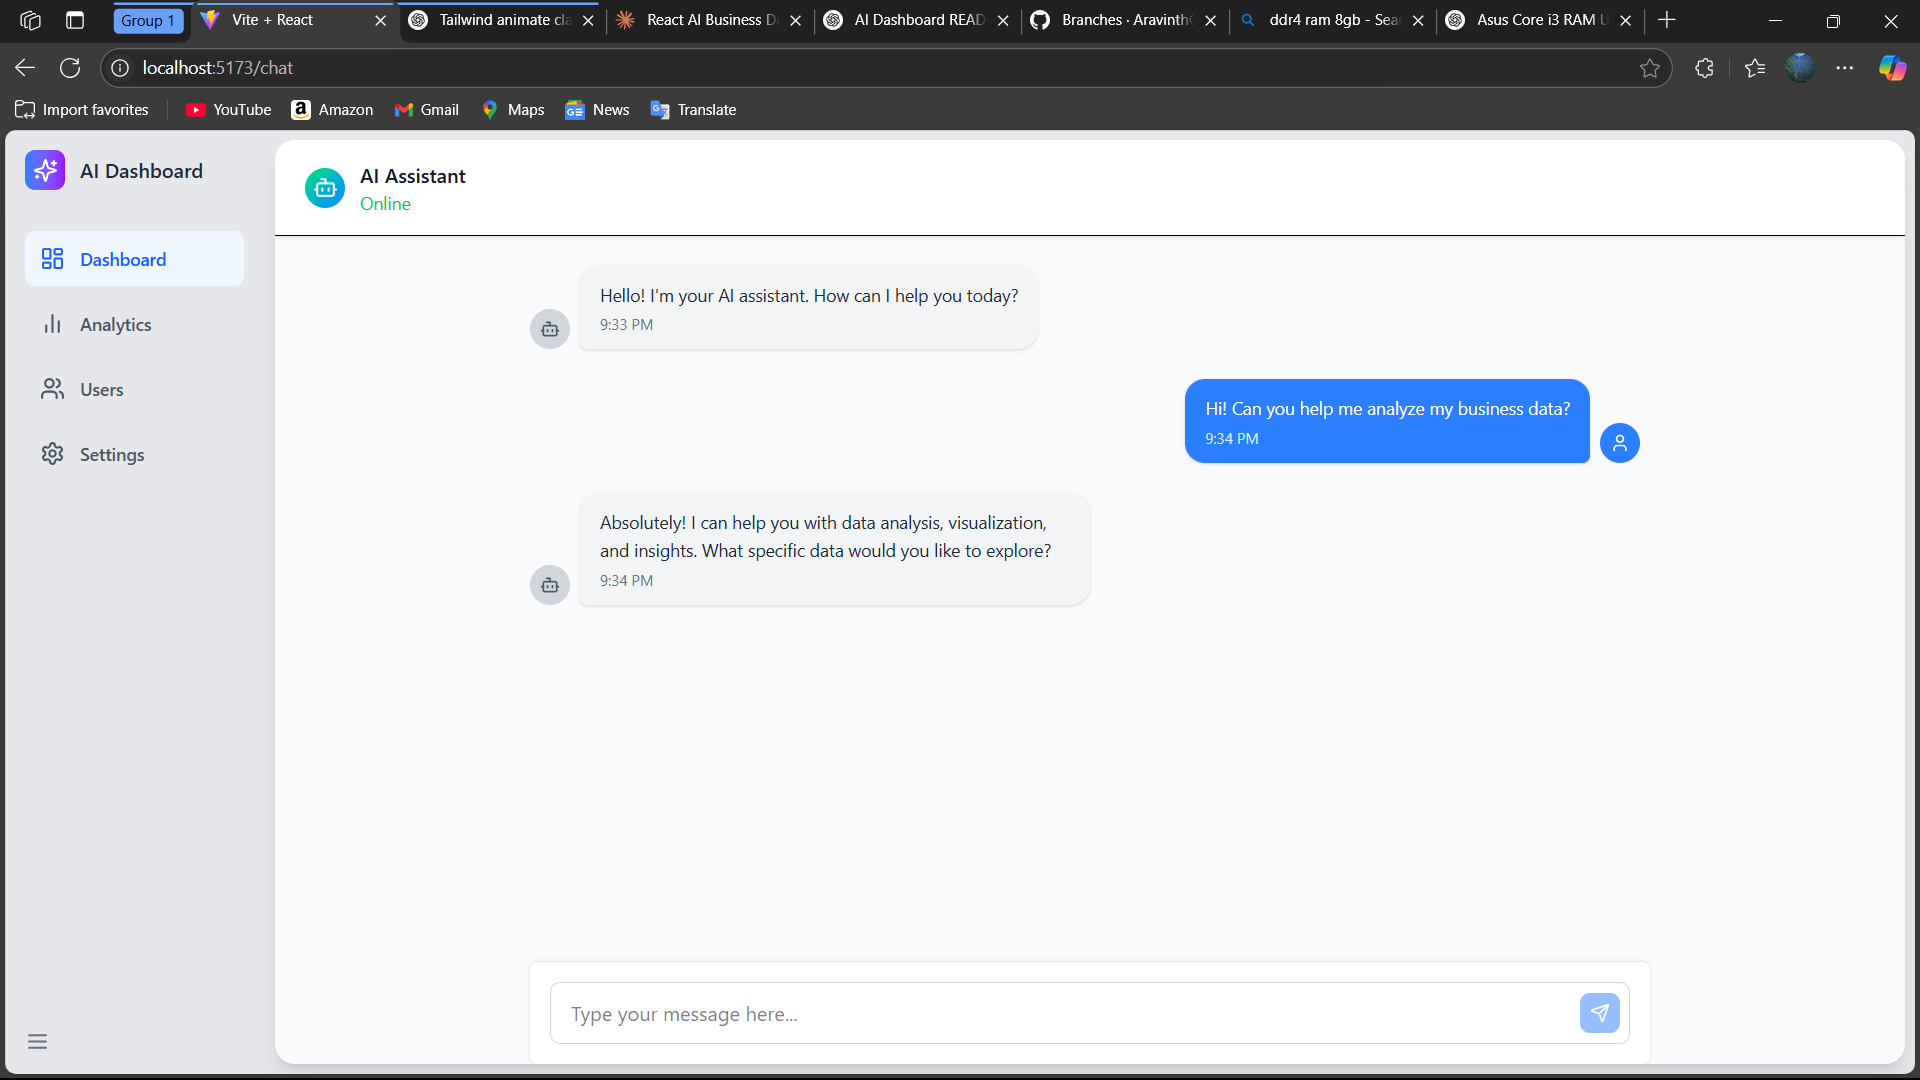 Group 1
Vite + React
Tailwind animate cla
React AI Business D
AI Dashboard READ
Branches · Aravinth
ddr4 ram 8gb - Sea
Asus Core i3 RAM U
localhost:5173/chat
Import favorites
YouTube
Amazon
Gmail
Maps
News
Translate
AI Dashboard
Dashboard
Analytics
Users
Settings
AI Assistant
Online
Hello! I'm your AI assistant. How can I help you today?
9:33 PM
Hi! Can you help me analyze my business data?
9:34 PM
Absolutely! I can help you with data analysis, visualization,
and insights. What specific data would you like to explore?
9:34 PM
Type your message here...